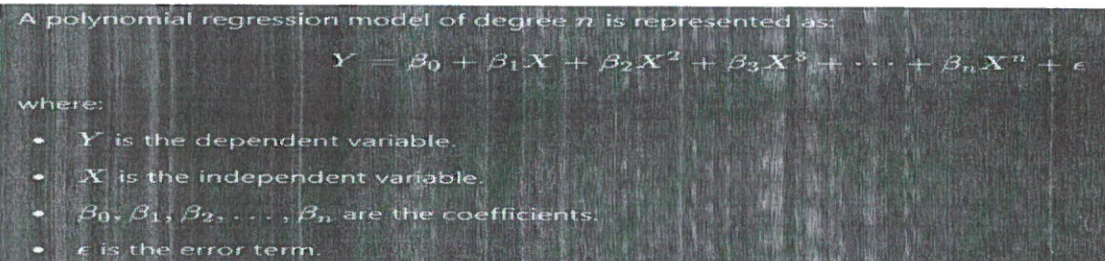 A polynomial regression model of degree n is represented as:
Y = β₀ + β₁X + β₂X² + β₃X³ + · · · + βₙXⁿ + ϵ
where:
• Y is the dependent variable.
• X is the independent variable.
• β₀, β₁, β₂, . . . , βₙ are the coefficients.
• ϵ is the error term.